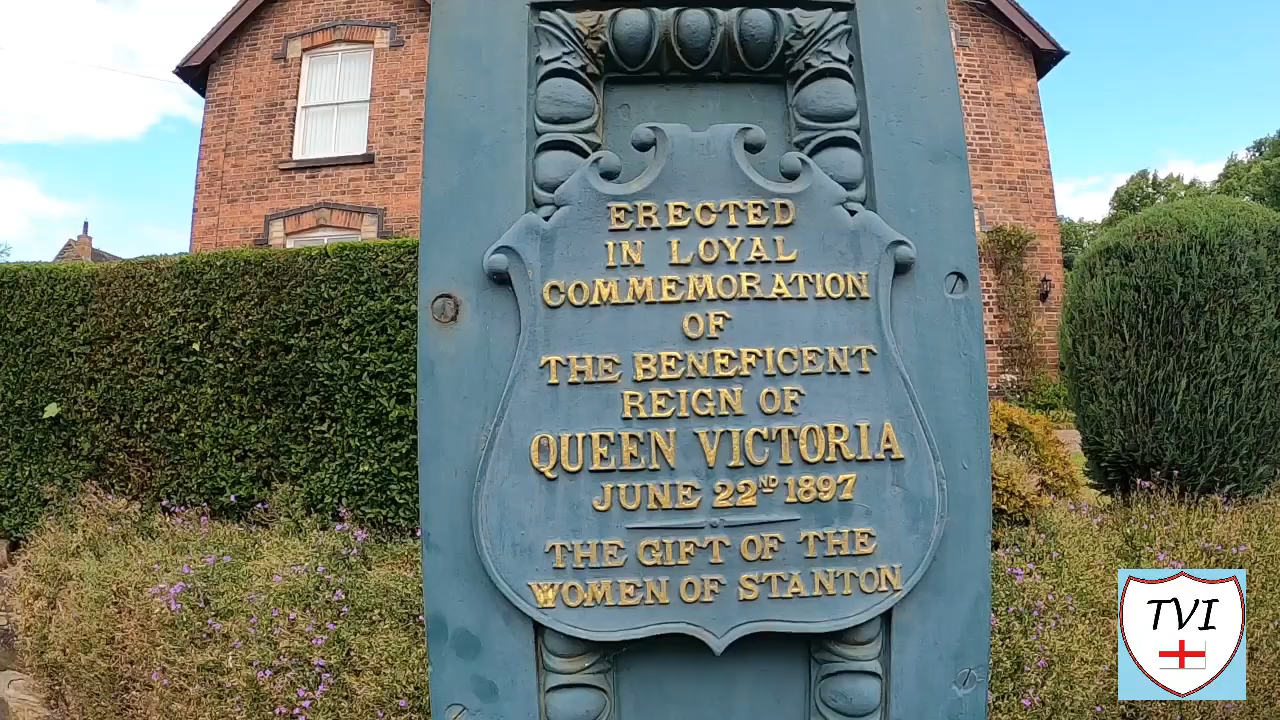 ERECTED
IN LOYAL
COMMEMORATION
OF
THE BENEFICENT
REIGN OF
QUEEN VICTORIA
JUNE 22ND 1897
THE GIFT OF THE
WOMEN OF STANTON
TVI